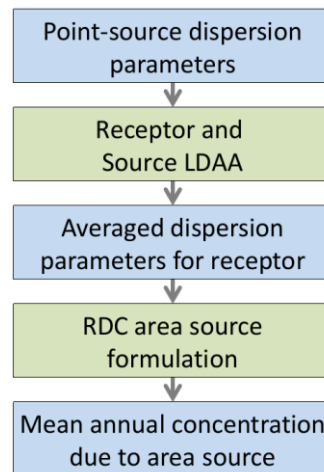 Point-source dispersion
parameters
Receptor and
Source LDAA
Averaged dispersion
parameters for receptor
RDC area source
formulation
Mean annual concentration
due to area source